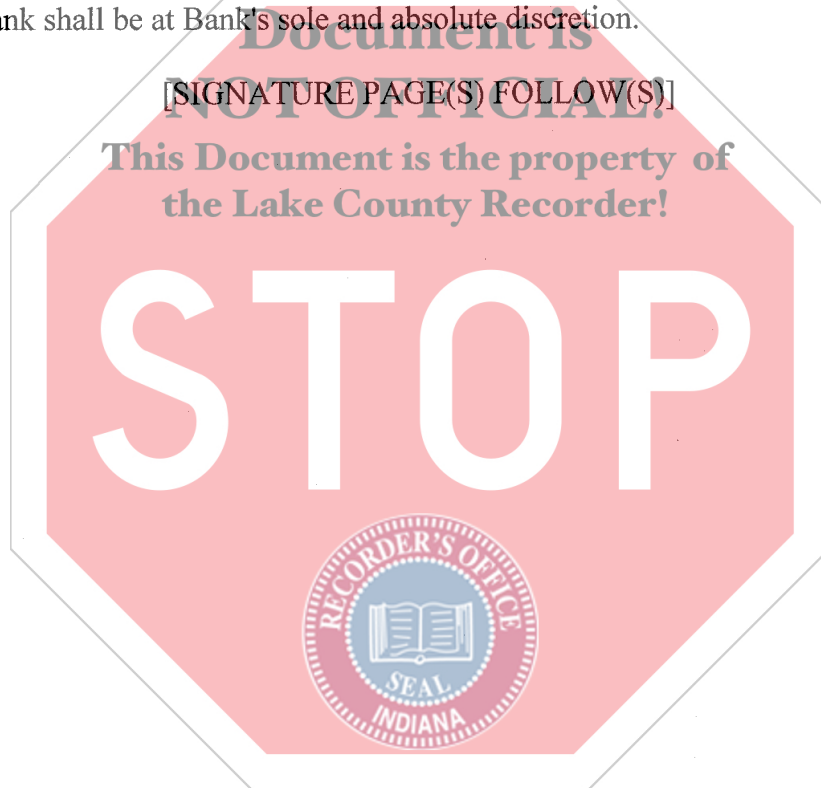 shall be at Bank's sole and absolute discretion.
Document is
[SIGNATURE PAGE(S) FOLLOW(S)]
NOT OFFICIAL!
This Document is the property of
the Lake County Recorder!
STOP
RECORDER'S OFFICE
SEAL
INDIANA